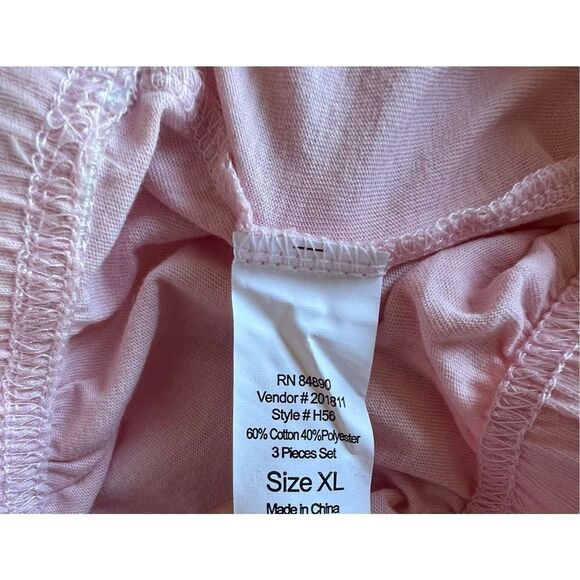 RN 84890
Vendor # 201811
Style # H56
60% Cotton 40%Polyester
3 Pieces Set
Size XL
Made in China